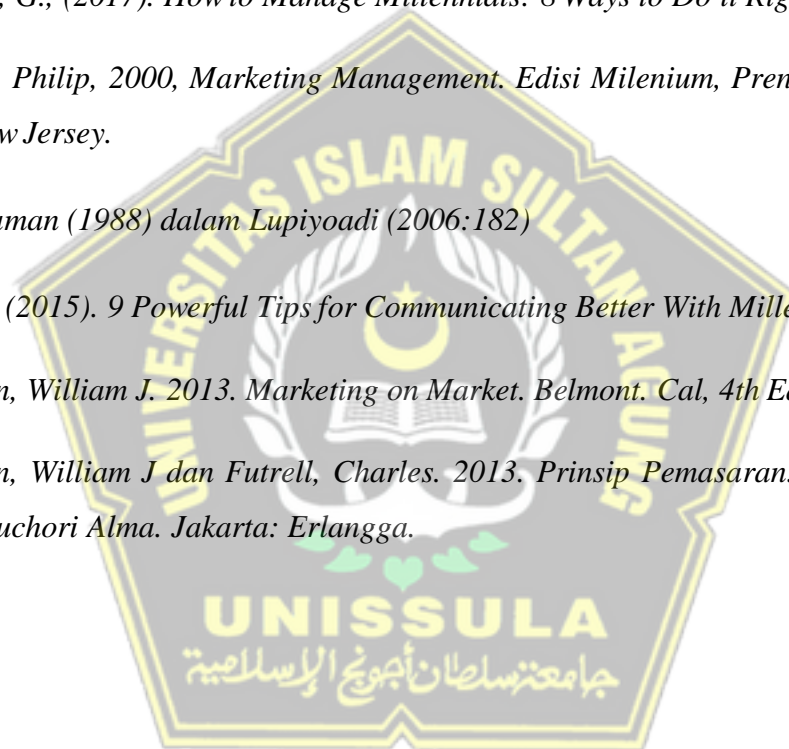 , G., (2017). How to Manage Millennials: 8 Ways to Do it Rig
Philip, 2000, Marketing Management. Edisi Milenium, Pren
w Jersey.
UNIVERSITAS ISLAM SULTAN AGUNG
man (1988) dalam Lupiyoadi (2006:182)
(2015). 9 Powerful Tips for Communicating Better With Mille
n, William J. 2013. Marketing on Market. Belmont. Cal, 4th Ed
n, William J dan Futrell, Charles. 2013. Prinsip Pemasaran.
uchori Alma. Jakarta: Erlangga.
UNISSULA
جامعتسلطان أجونج الإسلامية